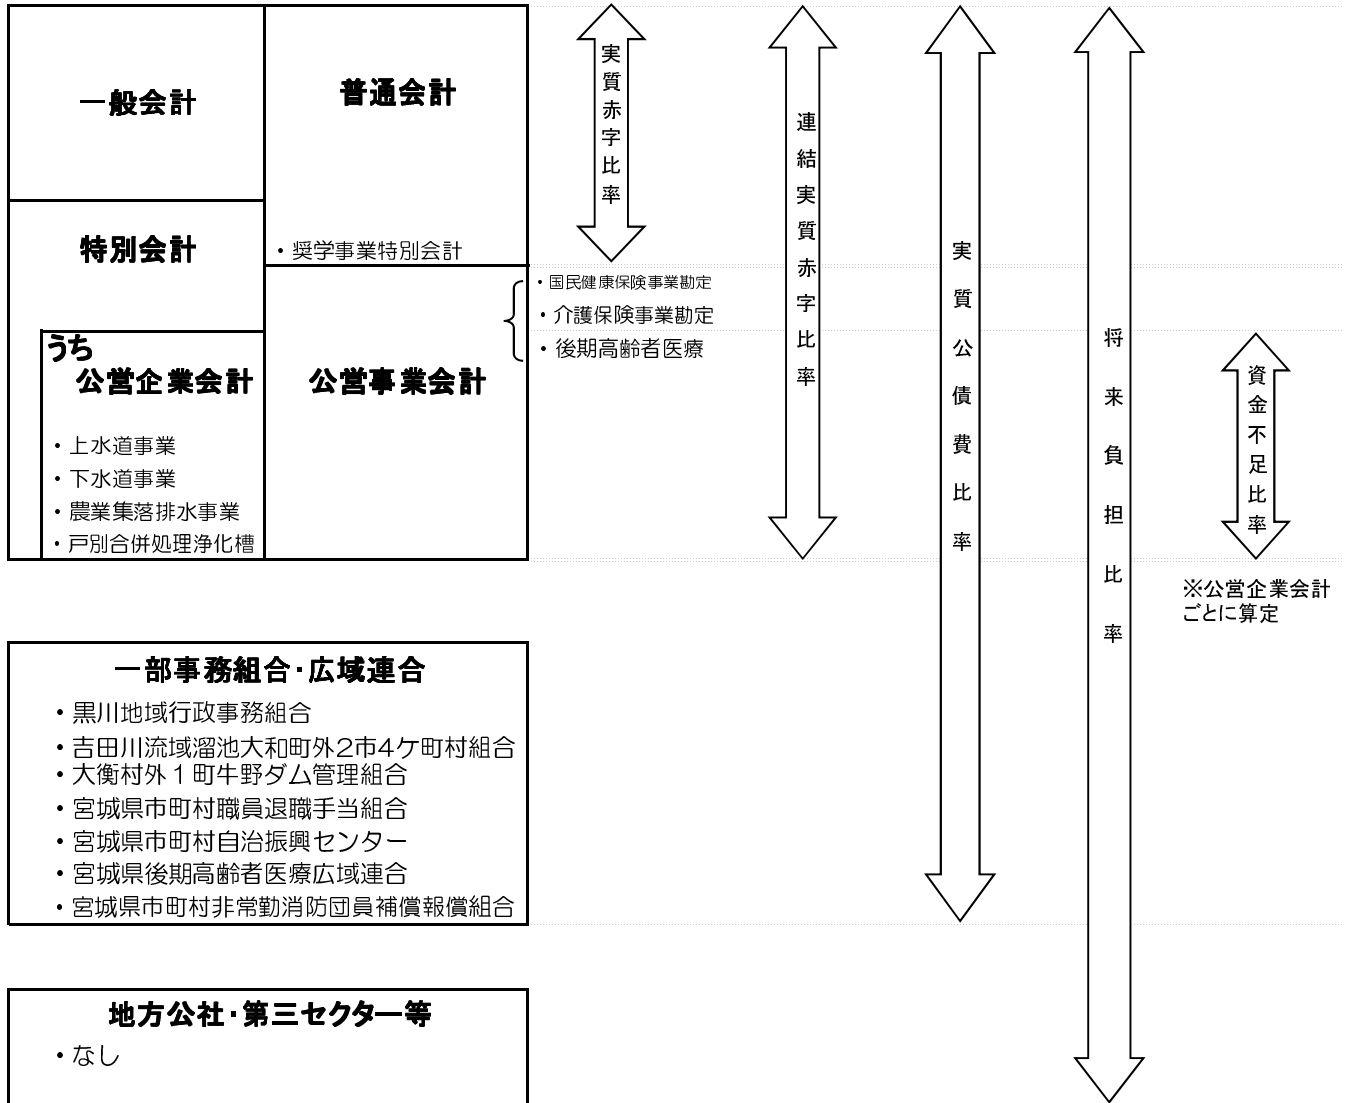 一般会計
普通会計
特別会計
・奨学事業特別会計
・国民健康保険事業勘定
・介護保険事業勘定
・後期高齢者医療
うち
公営企業会計
公営事業会計
・上水道事業
・下水道事業
・農業集落排水事業
・戸別合併処理浄化槽
実質赤字比率
連結実質赤字比率
実質公債費比率
将来負担比率
資金不足比率
※公営企業会計
ごとに算定
一部事務組合・広域連合
・黒川地域行政事務組合
・吉田川流域溜池大和町外2市4ケ町村組合
・大衡村外1町牛野ダム管理組合
・宮城県市町村職員退職手当組合
・宮城県市町村自治振興センター
・宮城県後期高齢者医療広域連合
・宮城県市町村非常勤消防団員補償報償組合
地方公社・第三セクター等
・なし